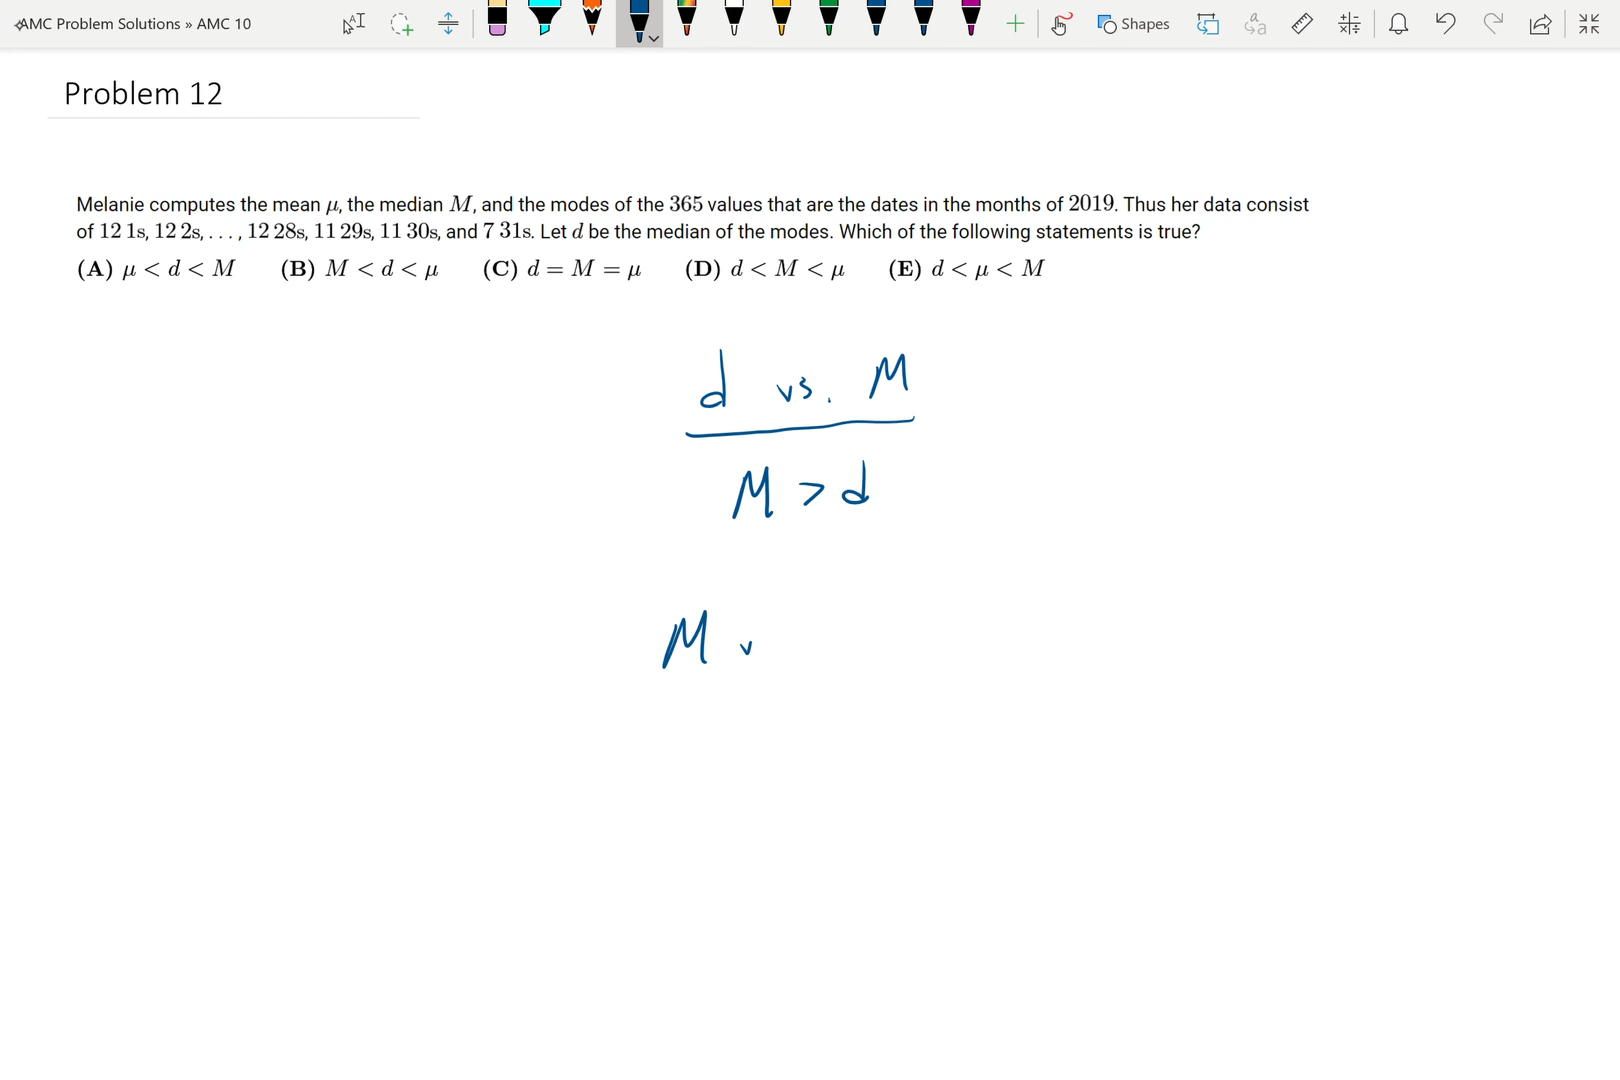 AMC Problem Solutions » AMC 10 Shapes
Problem 12
Melanie computes the mean μ, the median M, and the modes of the 365 values that are the dates in the months of 2019. Thus her data consist
of 12 1s, 12 2s, . . . , 12 28s, 11 29s, 11 30s, and 7 31s. Let d be the median of the modes. Which of the following statements is true?
(A) μ < d < M (B) M < d < μ (C) d = M = μ (D) d < M < μ (E) d < μ < M
d vs. M
M > d
M v